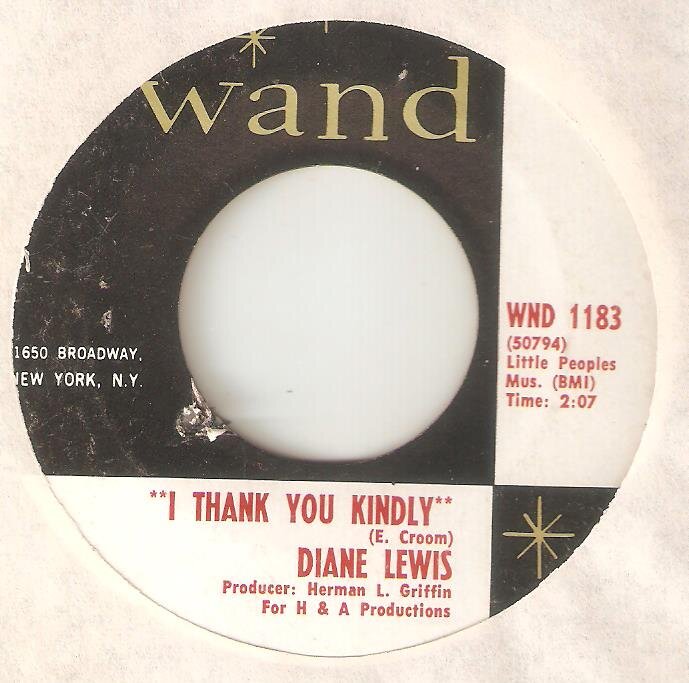 wand
1650 BROADWAY,
EW YORK, N.Y.
WND 1183
(50794)
Little Peoples
Mus. (BMI)
Time: 2:07
**I THANK YOU KINDLY**
(E. Croom)
DIANE LEWIS
Producer: Herman L. Griffin
For H & A Productions